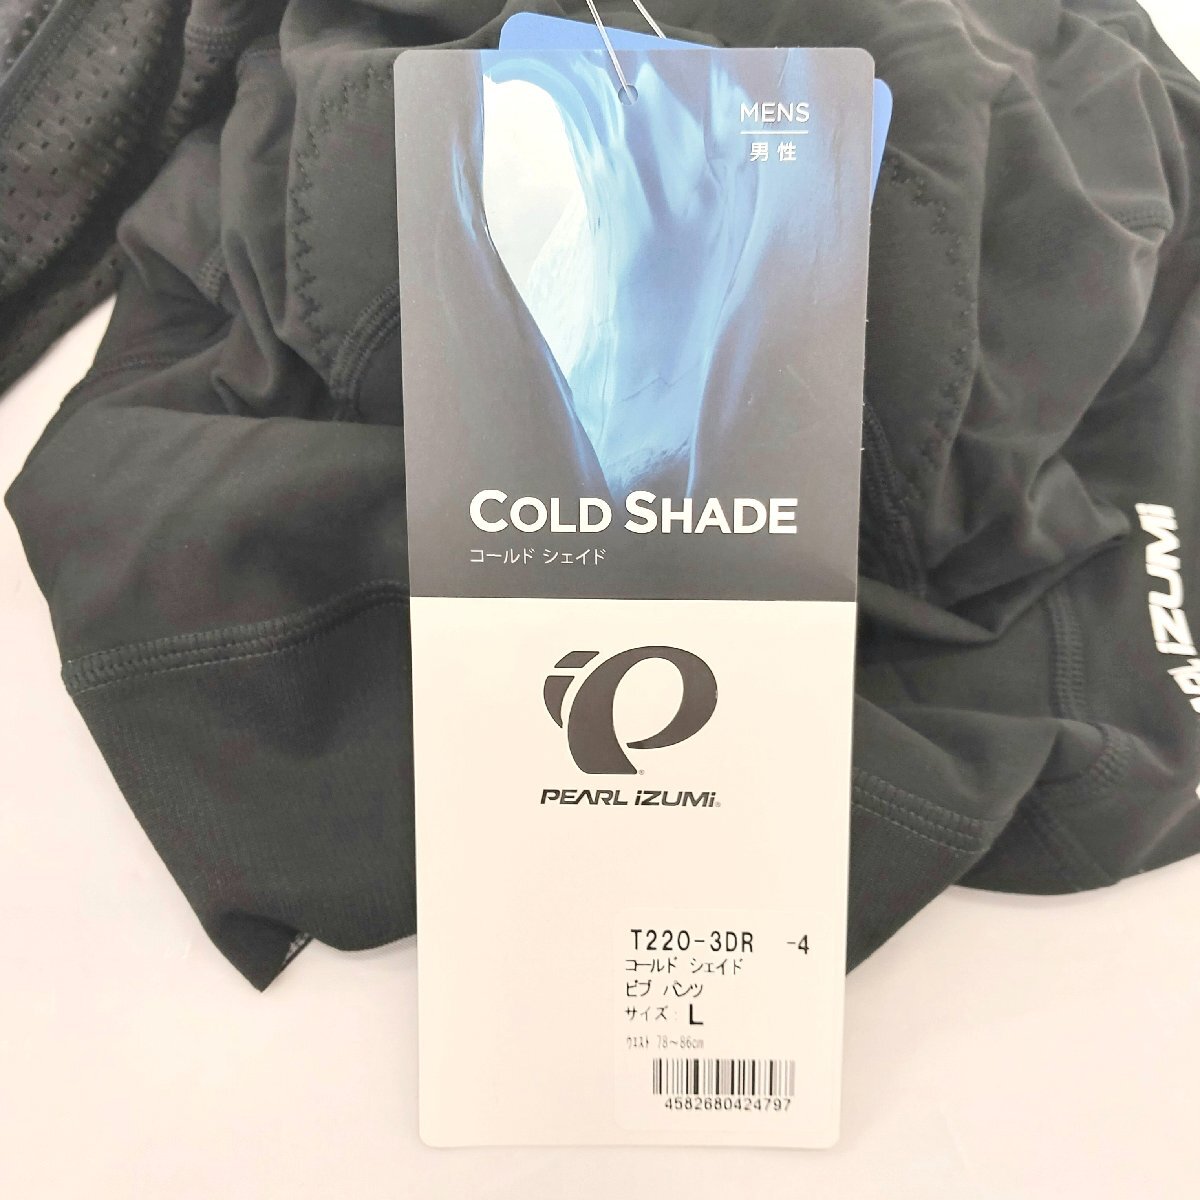 MENS
男性
COLD SHADE
コールド シェイド
PEARL iZUMi®
T220-3DR -4
コールド シェイド
ビブ パンツ
サイズ: L
ウエスト 78〜86cm
4582680424797
iZUMi